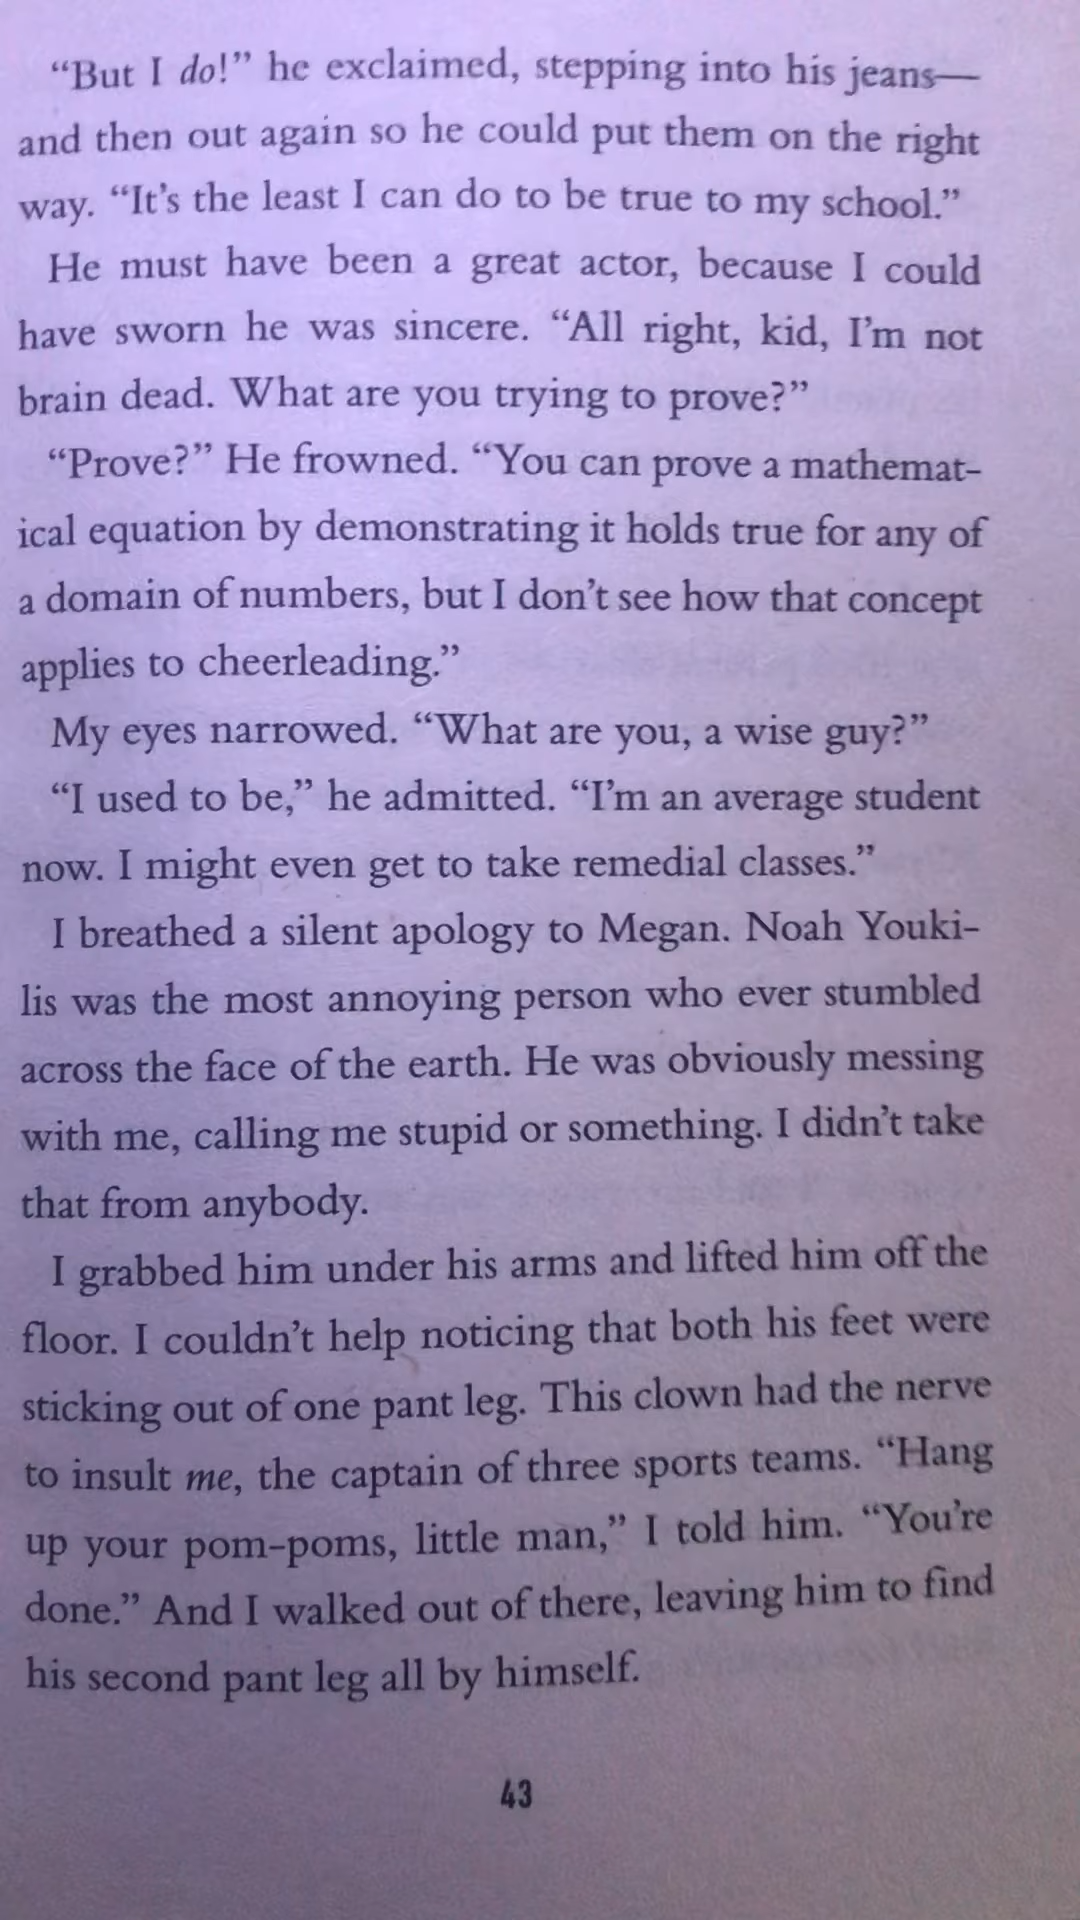 “But I do!” he exclaimed, stepping into his jeans—
and then out again so he could put them on the right
way. “It’s the least I can do to be true to my school.”
He must have been a great actor, because I could
have sworn he was sincere. “All right, kid, I’m not
brain dead. What are you trying to prove?”
“Prove?” He frowned. “You can prove a mathemat-
ical equation by demonstrating it holds true for any of
a domain of numbers, but I don’t see how that concept
applies to cheerleading.”
My eyes narrowed. “What are you, a wise guy?”
“I used to be,” he admitted. “I’m an average student
now. I might even get to take remedial classes.”
I breathed a silent apology to Megan. Noah Youki-
lis was the most annoying person who ever stumbled
across the face of the earth. He was obviously messing
with me, calling me stupid or something. I didn’t take
that from anybody.
I grabbed him under his arms and lifted him off the
floor. I couldn’t help noticing that both his feet were
sticking out of one pant leg. This clown had the nerve
to insult me, the captain of three sports teams. “Hang
up your pom-poms, little man,” I told him. “You’re
done.” And I walked out of there, leaving him to find
his second pant leg all by himself.
43